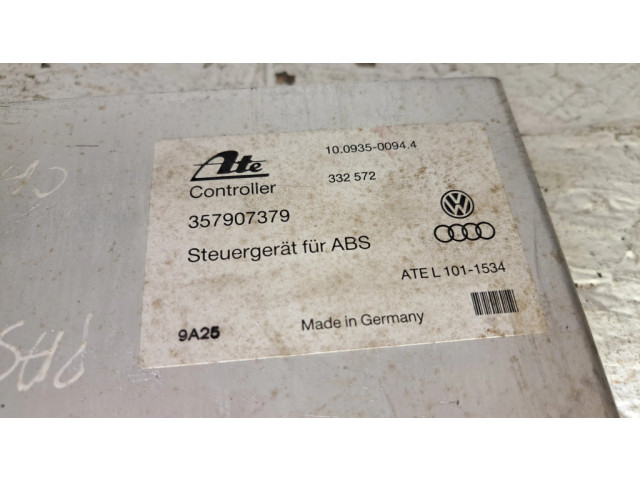 Ate
10.0935-0094.4
Controller
332 572
357907379
Steuergerät für ABS
ATE L 101-1534
9A25
Made in Germany
PAS